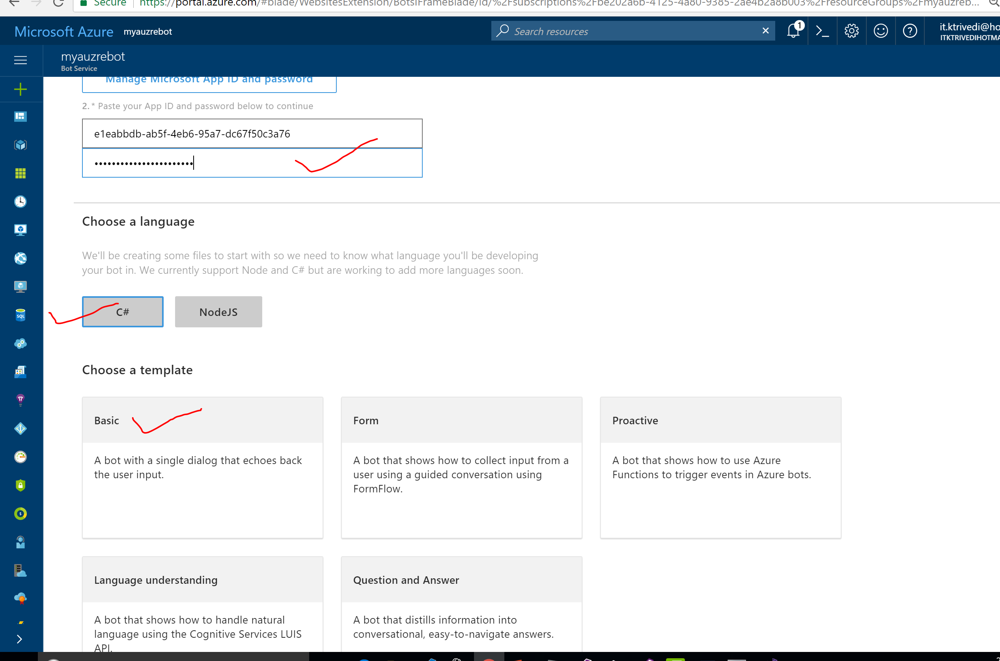 Secure https://portal.azure.com/#blade/WebsitesExtension/BotsIFrameBlade/id/%2Fsubscriptions%2Fbe202a6b-4125-4a80-9385-2ae4b2a8b003%2FresourceGroups%2Fmyauzreb...
Microsoft Azure myauzrebot
Search resources
1
it.ktrivedi@ho
ITKTRIVEDIHOTMA
myauzrebot
Bot Service
Manage Microsoft App ID and password
2. * Paste your App ID and password below to continue
e1eabbdb-ab5f-4eb6-95a7-dc67f50c3a76
•••••••••••••••••••••••
Choose a language
We'll be creating some files to start with so we need to know what language you'll be developing
your bot in. We currently support Node and C# but are working to add more languages soon.
C# NodeJS
SQL
Choose a template
Basic
A bot with a single dialog that echoes back
the user input.
Form
A bot that shows how to collect input from a
user using a guided conversation using
FormFlow.
Proactive
A bot that shows how to use Azure
Functions to trigger events in Azure bots.
Language understanding
A bot that shows how to handle natural
language using the Cognitive Services LUIS
API.
Question and Answer
A bot that distills information into
conversational, easy-to-navigate answers.